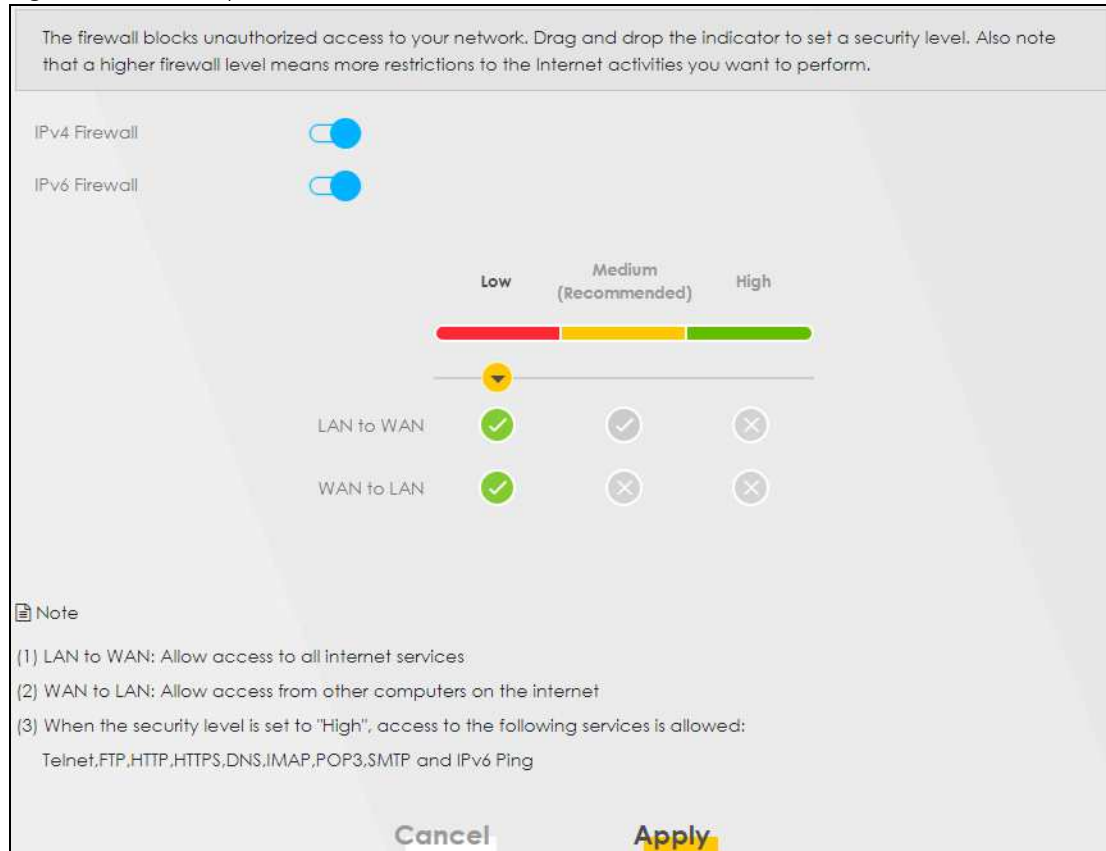 The firewall blocks unauthorized access to your network. Drag and drop the indicator to set a security level. Also note
that a higher firewall level means more restrictions to the Internet activities you want to perform.
IPv4 Firewall
IPv6 Firewall
Low
Medium
(Recommended)
High
LAN to WAN
WAN to LAN
Note
(1) LAN to WAN: Allow access to all internet services
(2) WAN to LAN: Allow access from other computers on the internet
(3) When the security level is set to "High", access to the following services is allowed:
Telnet,FTP,HTTP,HTTPS,DNS,IMAP,POP3,SMTP and IPv6 Ping
Cancel
Apply